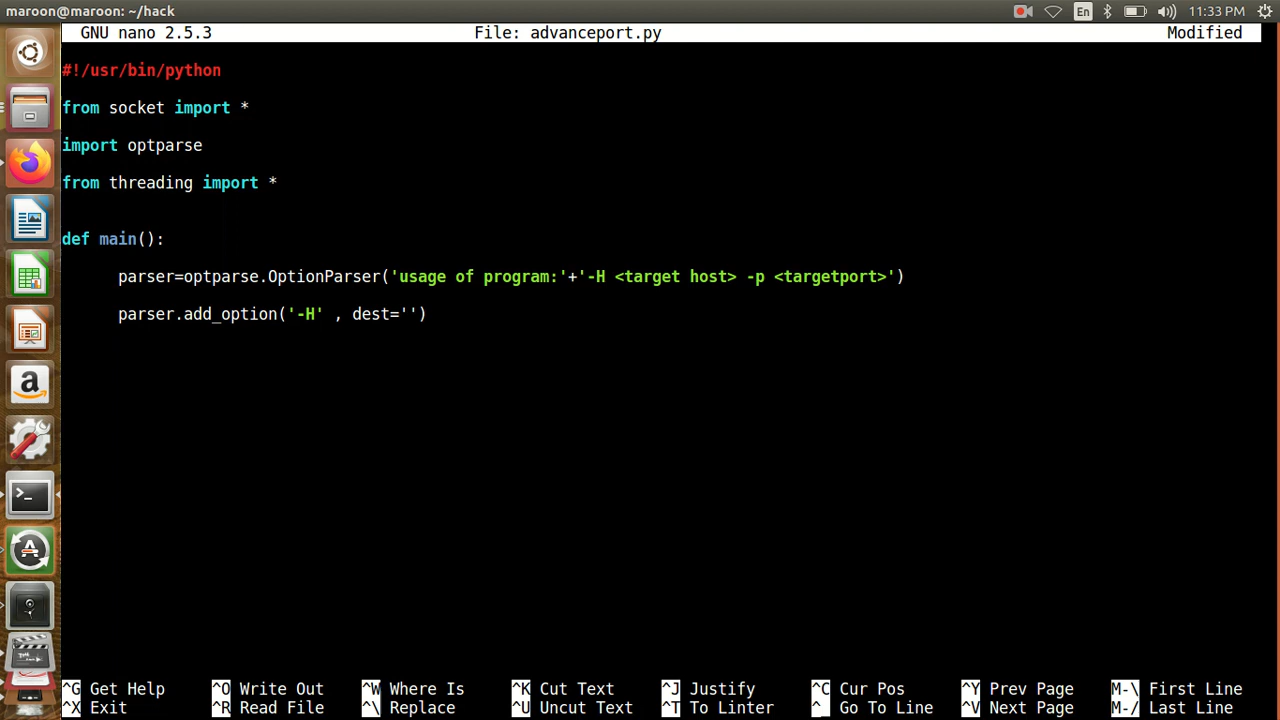 maroon@maroon: ~/hack
En
11:33 PM
GNU nano 2.5.3 File: advanceport.py Modified
#!/usr/bin/python
from socket import *
import optparse
from threading import *
def main():
parser=optparse.OptionParser('usage of program:'+'-H <target host> -p <targetport>')
parser.add_option('-H' , dest='')
^G Get Help ^O Write Out ^W Where Is ^K Cut Text ^J Justify ^C Cur Pos ^Y Prev Page M-\ First Line
^X Exit ^R Read File ^\ Replace ^U Uncut Text ^T To Linter ^_ Go To Line ^V Next Page M-/ Last Line